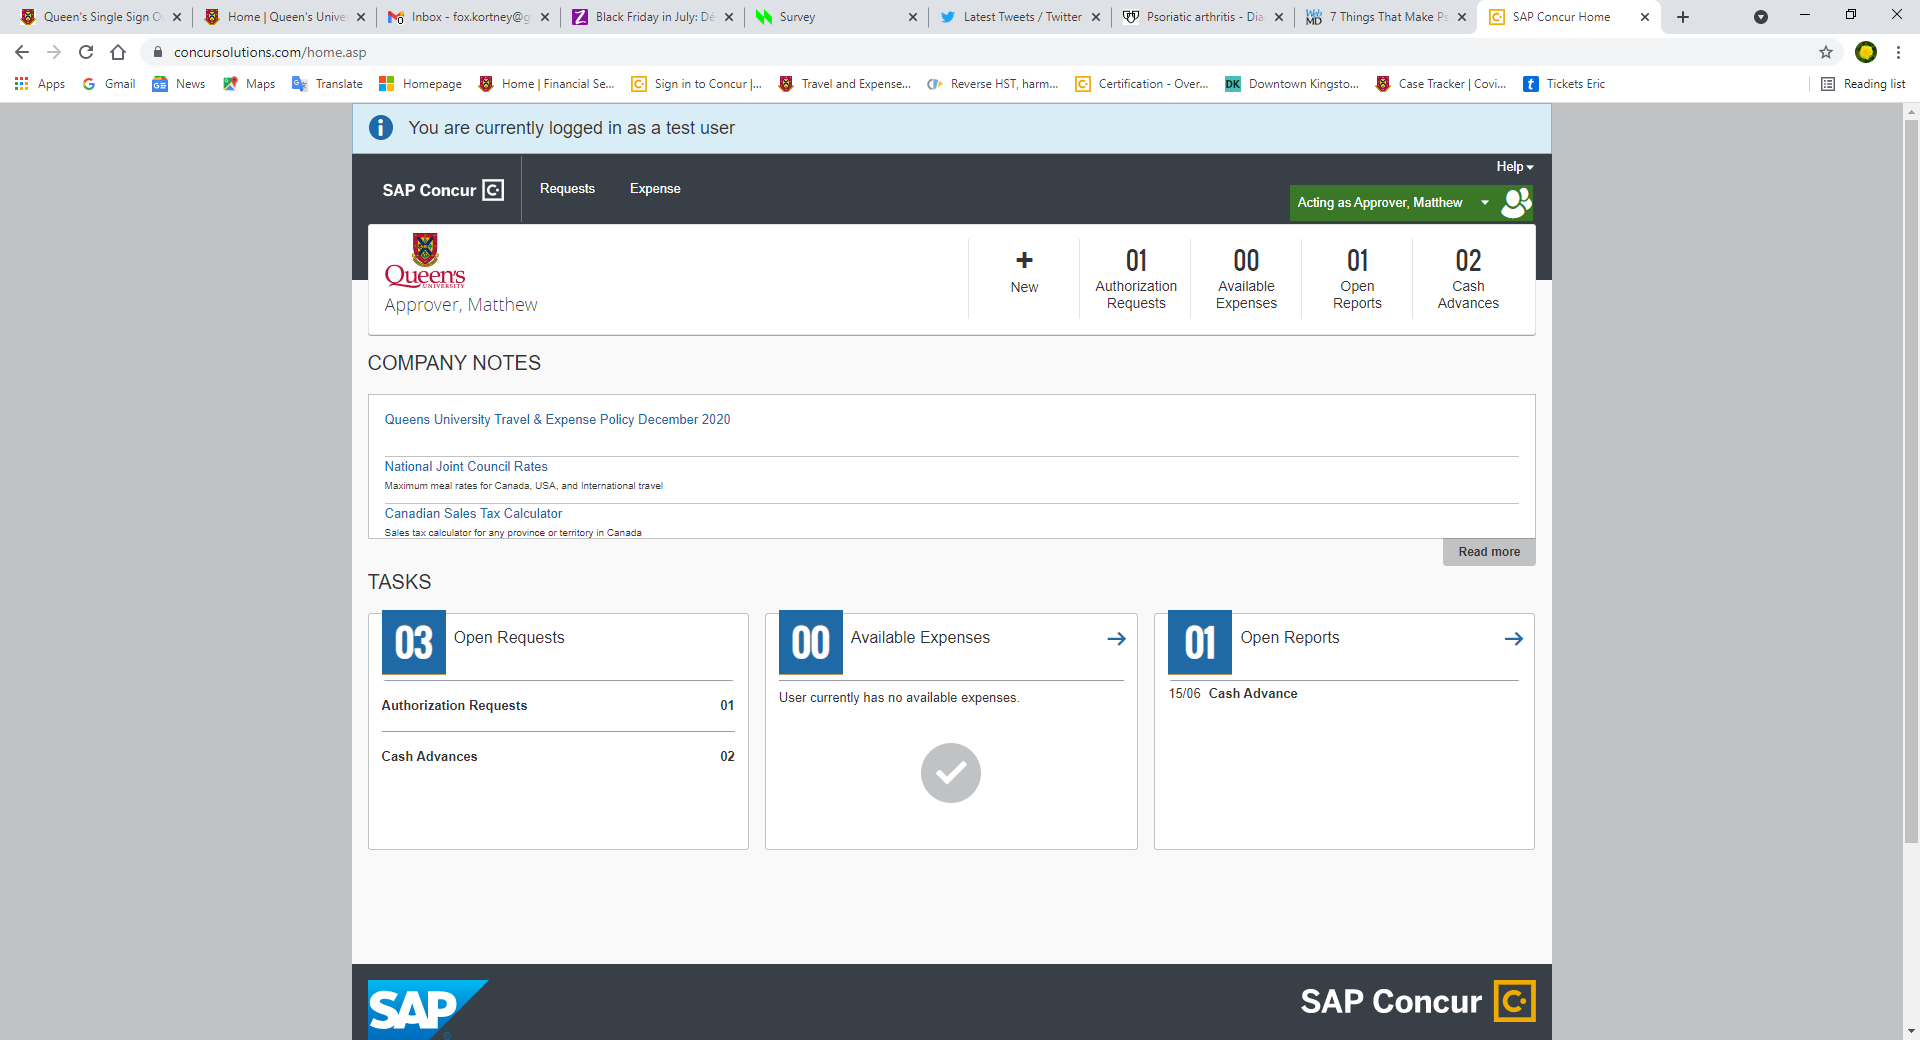 Queen's Single Sign O
Home | Queen's Unive
Inbox - fox.kortney@g
Black Friday in July: De
Survey
Latest Tweets / Twitter
Psoriatic arthritis - Dia
7 Things That Make Ps
SAP Concur Home
concursolutions.com/home.asp
Apps
Gmail
News
Maps
Translate
Homepage
Home | Financial Se...
Sign in to Concur |...
Travel and Expense...
Reverse HST, harm...
Certification - Over...
DK
Downtown Kingsto...
Case Tracker | Covi...
Tickets Eric
Reading list
You are currently logged in as a test user
Help
SAP Concur
Requests
Expense
Acting as Approver, Matthew
Queen's
UNIVERSITY
Approver, Matthew
+
New
01
Authorization
Requests
00
Available
Expenses
01
Open
Reports
02
Cash
Advances
COMPANY NOTES
Queens University Travel & Expense Policy December 2020
National Joint Council Rates
Maximum meal rates for Canada, USA, and International travel
Canadian Sales Tax Calculator
Sales tax calculator for any province or territory in Canada
Read more
TASKS
03 Open Requests
Authorization Requests 01
Cash Advances 02
00 Available Expenses
User currently has no available expenses.
01 Open Reports
15/06 Cash Advance
SAP
SAP Concur